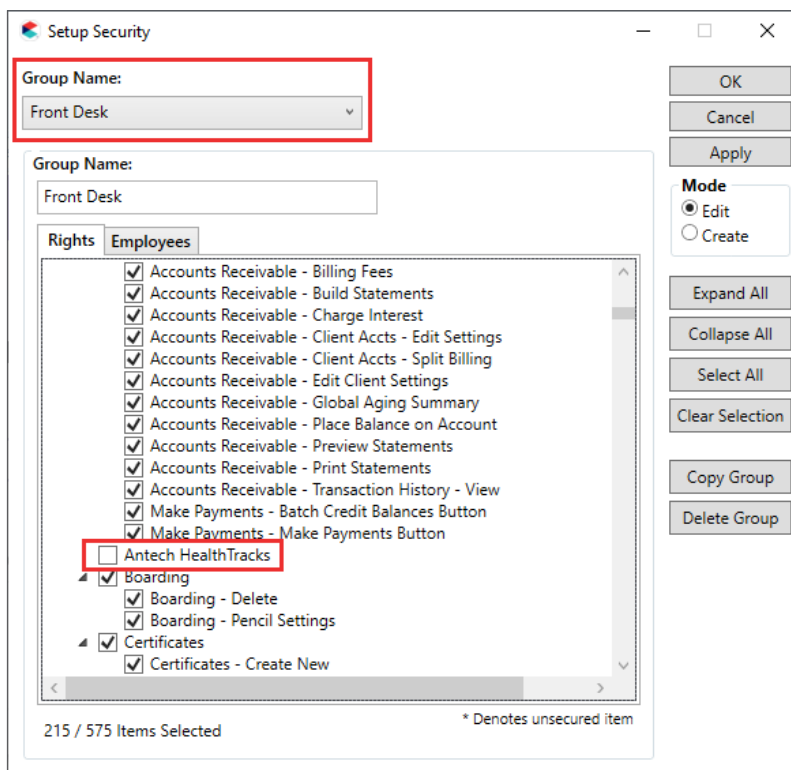 Setup Security
Group Name:
Front Desk
Group Name:
Front Desk
Rights Employees
Accounts Receivable - Billing Fees
Accounts Receivable - Build Statements
Accounts Receivable - Charge Interest
Accounts Receivable - Client Accts - Edit Settings
Accounts Receivable - Client Accts - Split Billing
Accounts Receivable - Edit Client Settings
Accounts Receivable - Global Aging Summary
Accounts Receivable - Place Balance on Account
Accounts Receivable - Preview Statements
Accounts Receivable - Print Statements
Accounts Receivable - Transaction History - View
Make Payments - Batch Credit Balances Button
Make Payments - Make Payments Button
Antech HealthTracks
Boarding
Boarding - Delete
Boarding - Pencil Settings
Certificates
Certificates - Create New
215 / 575 Items Selected
* Denotes unsecured item
OK
Cancel
Apply
Mode
Edit
Create
Expand All
Collapse All
Select All
Clear Selection
Copy Group
Delete Group